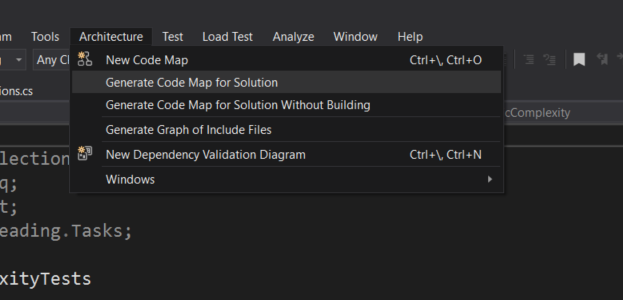 am Tools Architecture Test Load Test Analyze Window Help
Any C
New Code Map Ctrl+\, Ctrl+O
ions.cs
Generate Code Map for Solution
Generate Code Map for Solution Without Building
cComplexity
Generate Graph of Include Files
New Dependency Validation Diagram Ctrl+\, Ctrl+N
llection
Windows
q;
t;
eading.Tasks;
xityTests